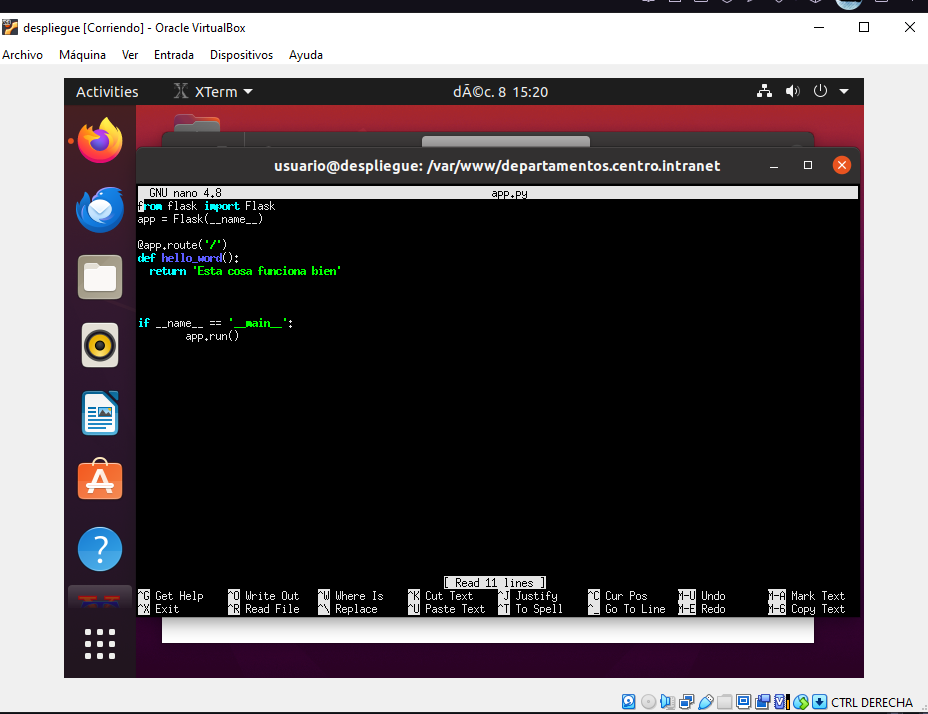 despliegue [Corriendo] - Oracle VirtualBox
Archivo Máquina Ver Entrada Dispositivos Ayuda
Activities XTerm dÃ©c. 8 15:20
usuario@despliegue: /var/www/departamentos.centro.intranet
GNU nano 4.8 app.py
from flask import Flask
app = Flask(__name__)
@app.route('/')
def hello_word():
return 'Esta cosa funciona bien'
if __name__ == '__main__':
app.run()
[ Read 11 lines ]
^G Get Help ^O Write Out ^W Where Is ^K Cut Text ^J Justify ^C Cur Pos M-U Undo M-A Mark Text
^X Exit ^R Read File ^\ Replace ^U Paste Text ^T To Spell ^_ Go To Line M-E Redo M-6 Copy Text
CTRL DERECHA